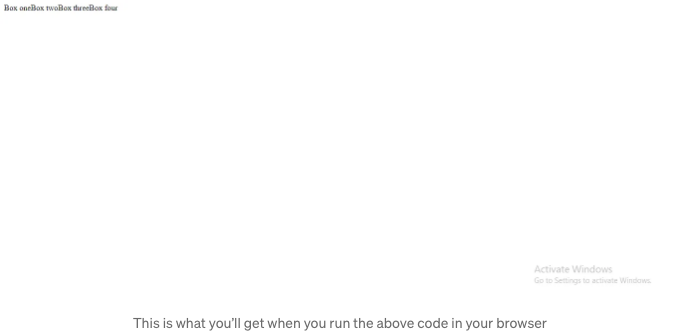 Box oneBox twoBox threeBox four
Activate Windows
Go to Settings to activate Windows.
This is what you’ll get when you run the above code in your browser